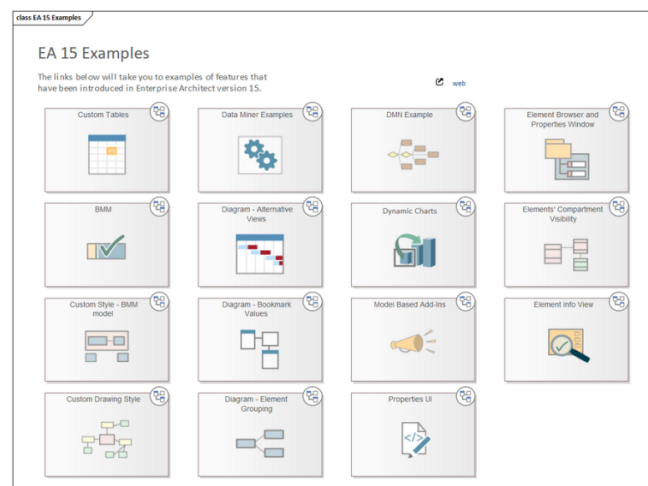 class EA 15 Examples
EA 15 Examples
The links below will take you to examples of features that
have been introduced in Enterprise Architect version 15.
web
Custom Tables
Data Miner Examples
DMN Example
Element Browser and
Properties Window
BMM
Diagram - Alternative
Views
Dynamic Charts
Elements' Compartment
Visibility
Custom Style - BMM
model
Diagram - Bookmark
Values
Model Based Add-Ins
Element Info View
Custom Drawing Style
Diagram - Element
Grouping
Properties UI